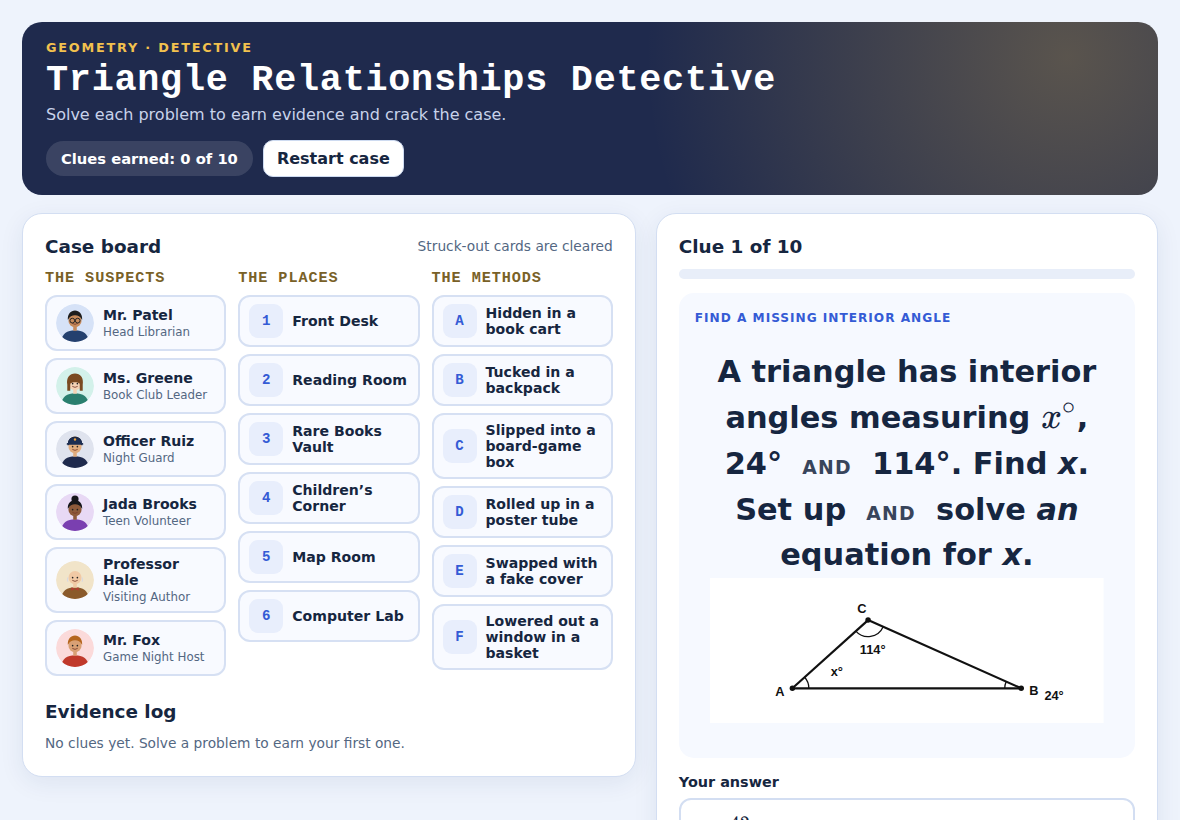 GEOMETRY · DETECTIVE
Triangle Relationships Detective
Solve each problem to earn evidence and crack the case.
Clues earned: 0 of 10
Restart case
Case board
Struck-out cards are cleared
THE SUSPECTS
Mr. Patel
Head Librarian
Ms. Greene
Book Club Leader
Officer Ruiz
Night Guard
Jada Brooks
Teen Volunteer
Professor
Hale
Visiting Author
Mr. Fox
Game Night Host
THE PLACES
1 Front Desk
2 Reading Room
3 Rare Books
Vault
4 Children’s
Corner
5 Map Room
6 Computer Lab
THE METHODS
A Hidden in a
book cart
B Tucked in a
backpack
C Slipped into a
board-game
box
D Rolled up in a
poster tube
E Swapped with
a fake cover
F Lowered out a
window in a
basket
Evidence log
No clues yet. Solve a problem to earn your first one.
Clue 1 of 10
FIND A MISSING INTERIOR ANGLE
A triangle has interior
angles measuring x°,
24° AND 114°. Find x.
Set up AND solve an
equation for x.
C
114°
x°
A
B 24°
Your answer